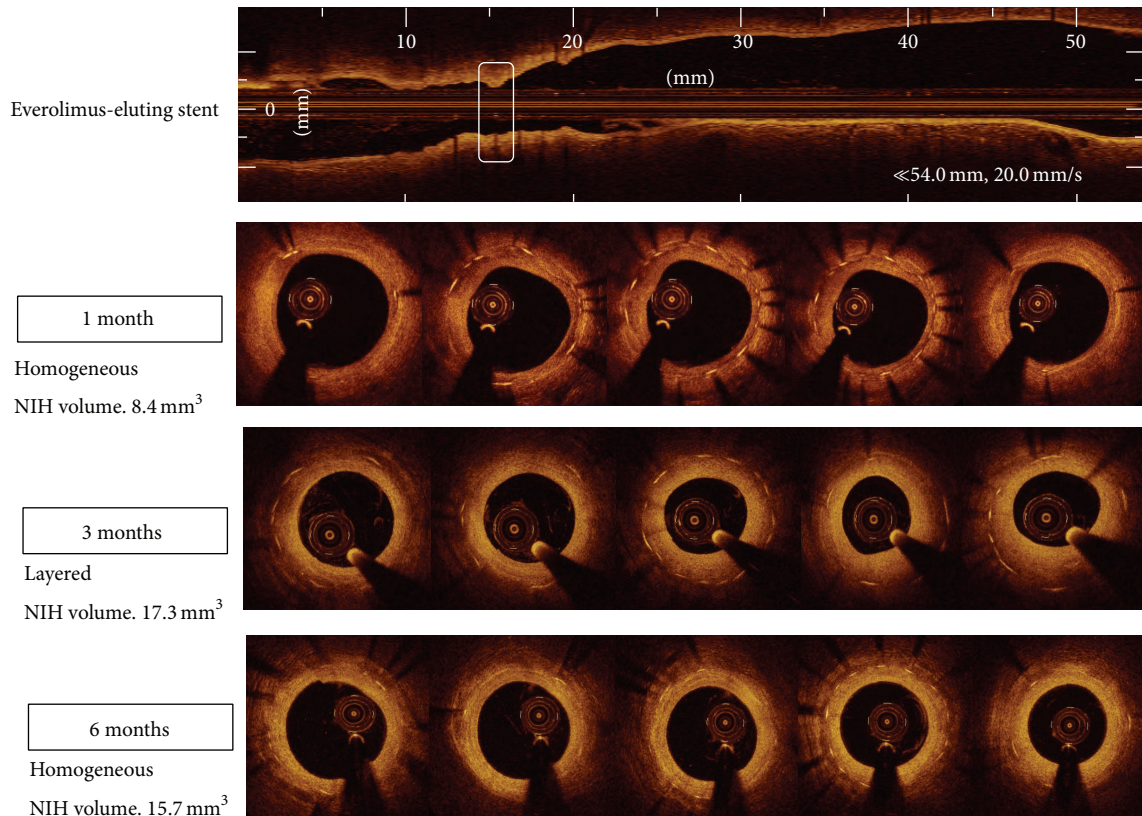 10 20 30 40 50
(mm)
Everolimus-eluting stent
0
(mm)
≪54.0 mm, 20.0 mm/s
1 month
Homogeneous
NIH volume. 8.4 mm³
3 months
Layered
NIH volume. 17.3 mm³
6 months
Homogeneous
NIH volume. 15.7 mm³